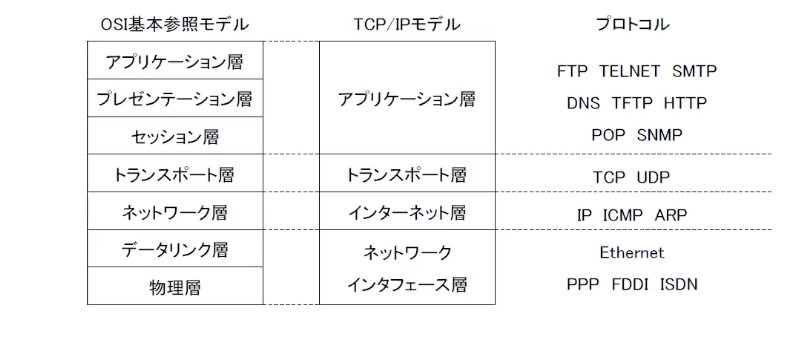 OSI基本参照モデル TCP/IPモデル プロトコル
アプリケーション層
プレゼンテーション層
セッション層
トランスポート層
ネットワーク層
データリンク層
物理層
アプリケーション層
トランスポート層
インターネット層
ネットワーク
インタフェース層
FTP TELNET SMTP
DNS TFTP HTTP
POP SNMP
TCP UDP
IP ICMP ARP
Ethernet
PPP FDDI ISDN